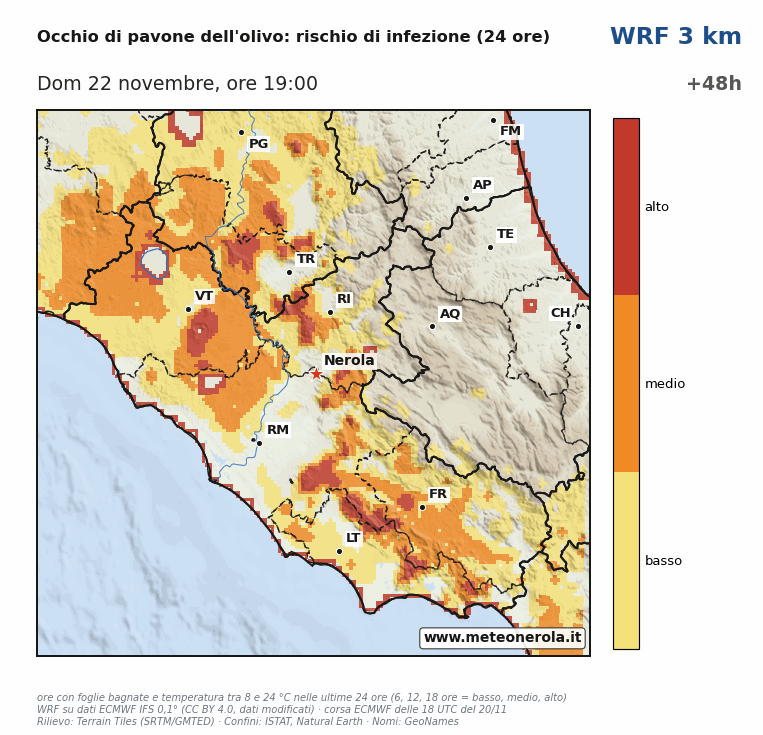 Occhio di pavone dell'olivo: rischio di infezione (24 ore)
WRF 3 km
Dom 22 novembre, ore 19:00
+48h
FM
PG
AP
TE
TR
VT
RI
AQ
CH
Nerola
RM
FR
LT
alto
medio
basso
www.meteonerola.it
ore con foglie bagnate e temperatura tra 8 e 24 °C nelle ultime 24 ore (6, 12, 18 ore = basso, medio, alto)
WRF su dati ECMWF IFS 0,1° (CC BY 4.0, dati modificati) · corsa ECMWF delle 18 UTC del 20/11
Rilievo: Terrain Tiles (SRTM/GMTED) · Confini: ISTAT, Natural Earth · Nomi: GeoNames